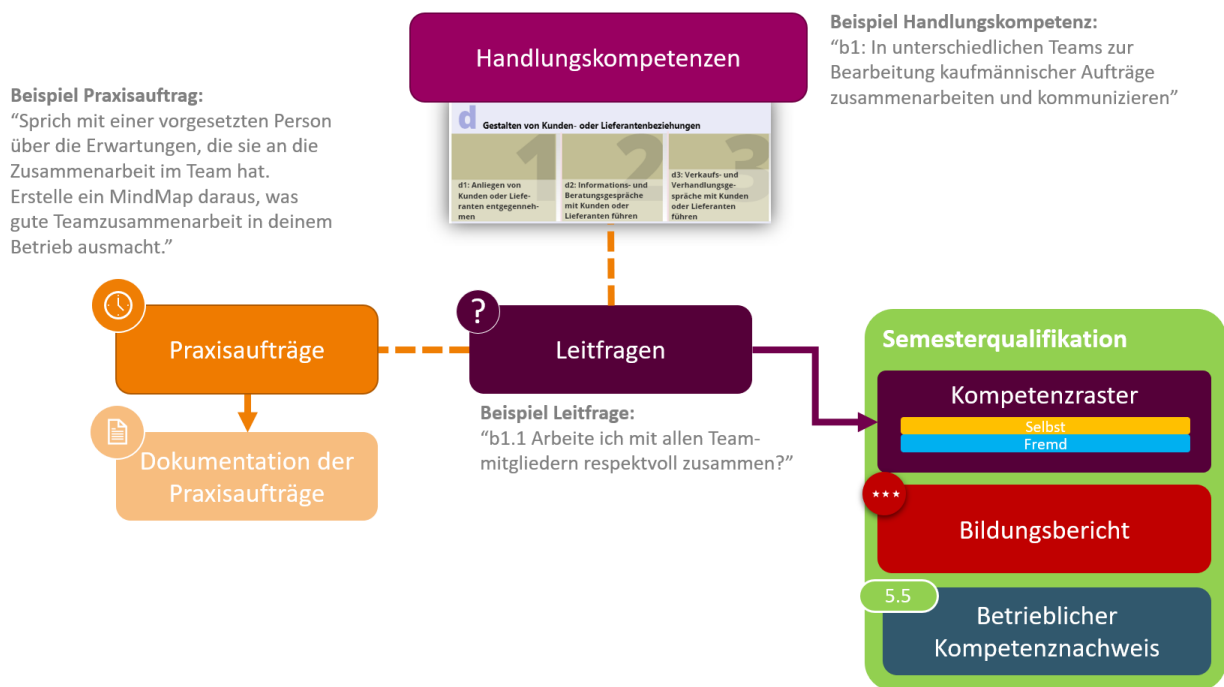 Handlungskompetenzen
Beispiel Handlungskompetenz:
“b1: In unterschiedlichen Teams zur
Bearbeitung kaufmännischer Aufträge
zusammenarbeiten und kommunizieren”
Beispiel Praxisauftrag:
“Sprich mit einer vorgesetzten Person
über die Erwartungen, die sie an die
Zusammenarbeit im Team hat.
Erstelle ein MindMap daraus, was
gute Teamzusammenarbeit in deinem
Betrieb ausmacht.”
d Gestalten von Kunden- oder Lieferantenbeziehungen
1
d1: Anliegen von
Kunden oder Liefe-
ranten entgegenneh-
men
2
d2: Informations- und
Beratungsgespräche
mit Kunden oder
Lieferanten führen
3
d3: Verkaufs- und
Verhandlungsge-
spräche mit Kunden
oder Lieferanten
führen
Praxisaufträge
?
Leitfragen
Beispiel Leitfrage:
“b1.1 Arbeite ich mit allen Team-
mitgliedern respektvoll zusammen?”
Dokumentation der
Praxisaufträge
Semesterqualifikation
Kompetenzraster
Selbst
Fremd
Bildungsbericht
5.5
Betrieblicher
Kompetenznachweis